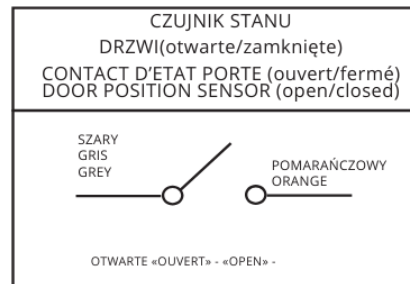 CZUJNIK STANU
DRZWI(otwarte/zamknięte)
CONTACT D'ETAT PORTE (ouvert/fermé)
DOOR POSITION SENSOR (open/closed)
SZARY
GRIS
GREY
POMARAŃCZOWY
ORANGE
OTWARTE «OUVERT» - «OPEN» -